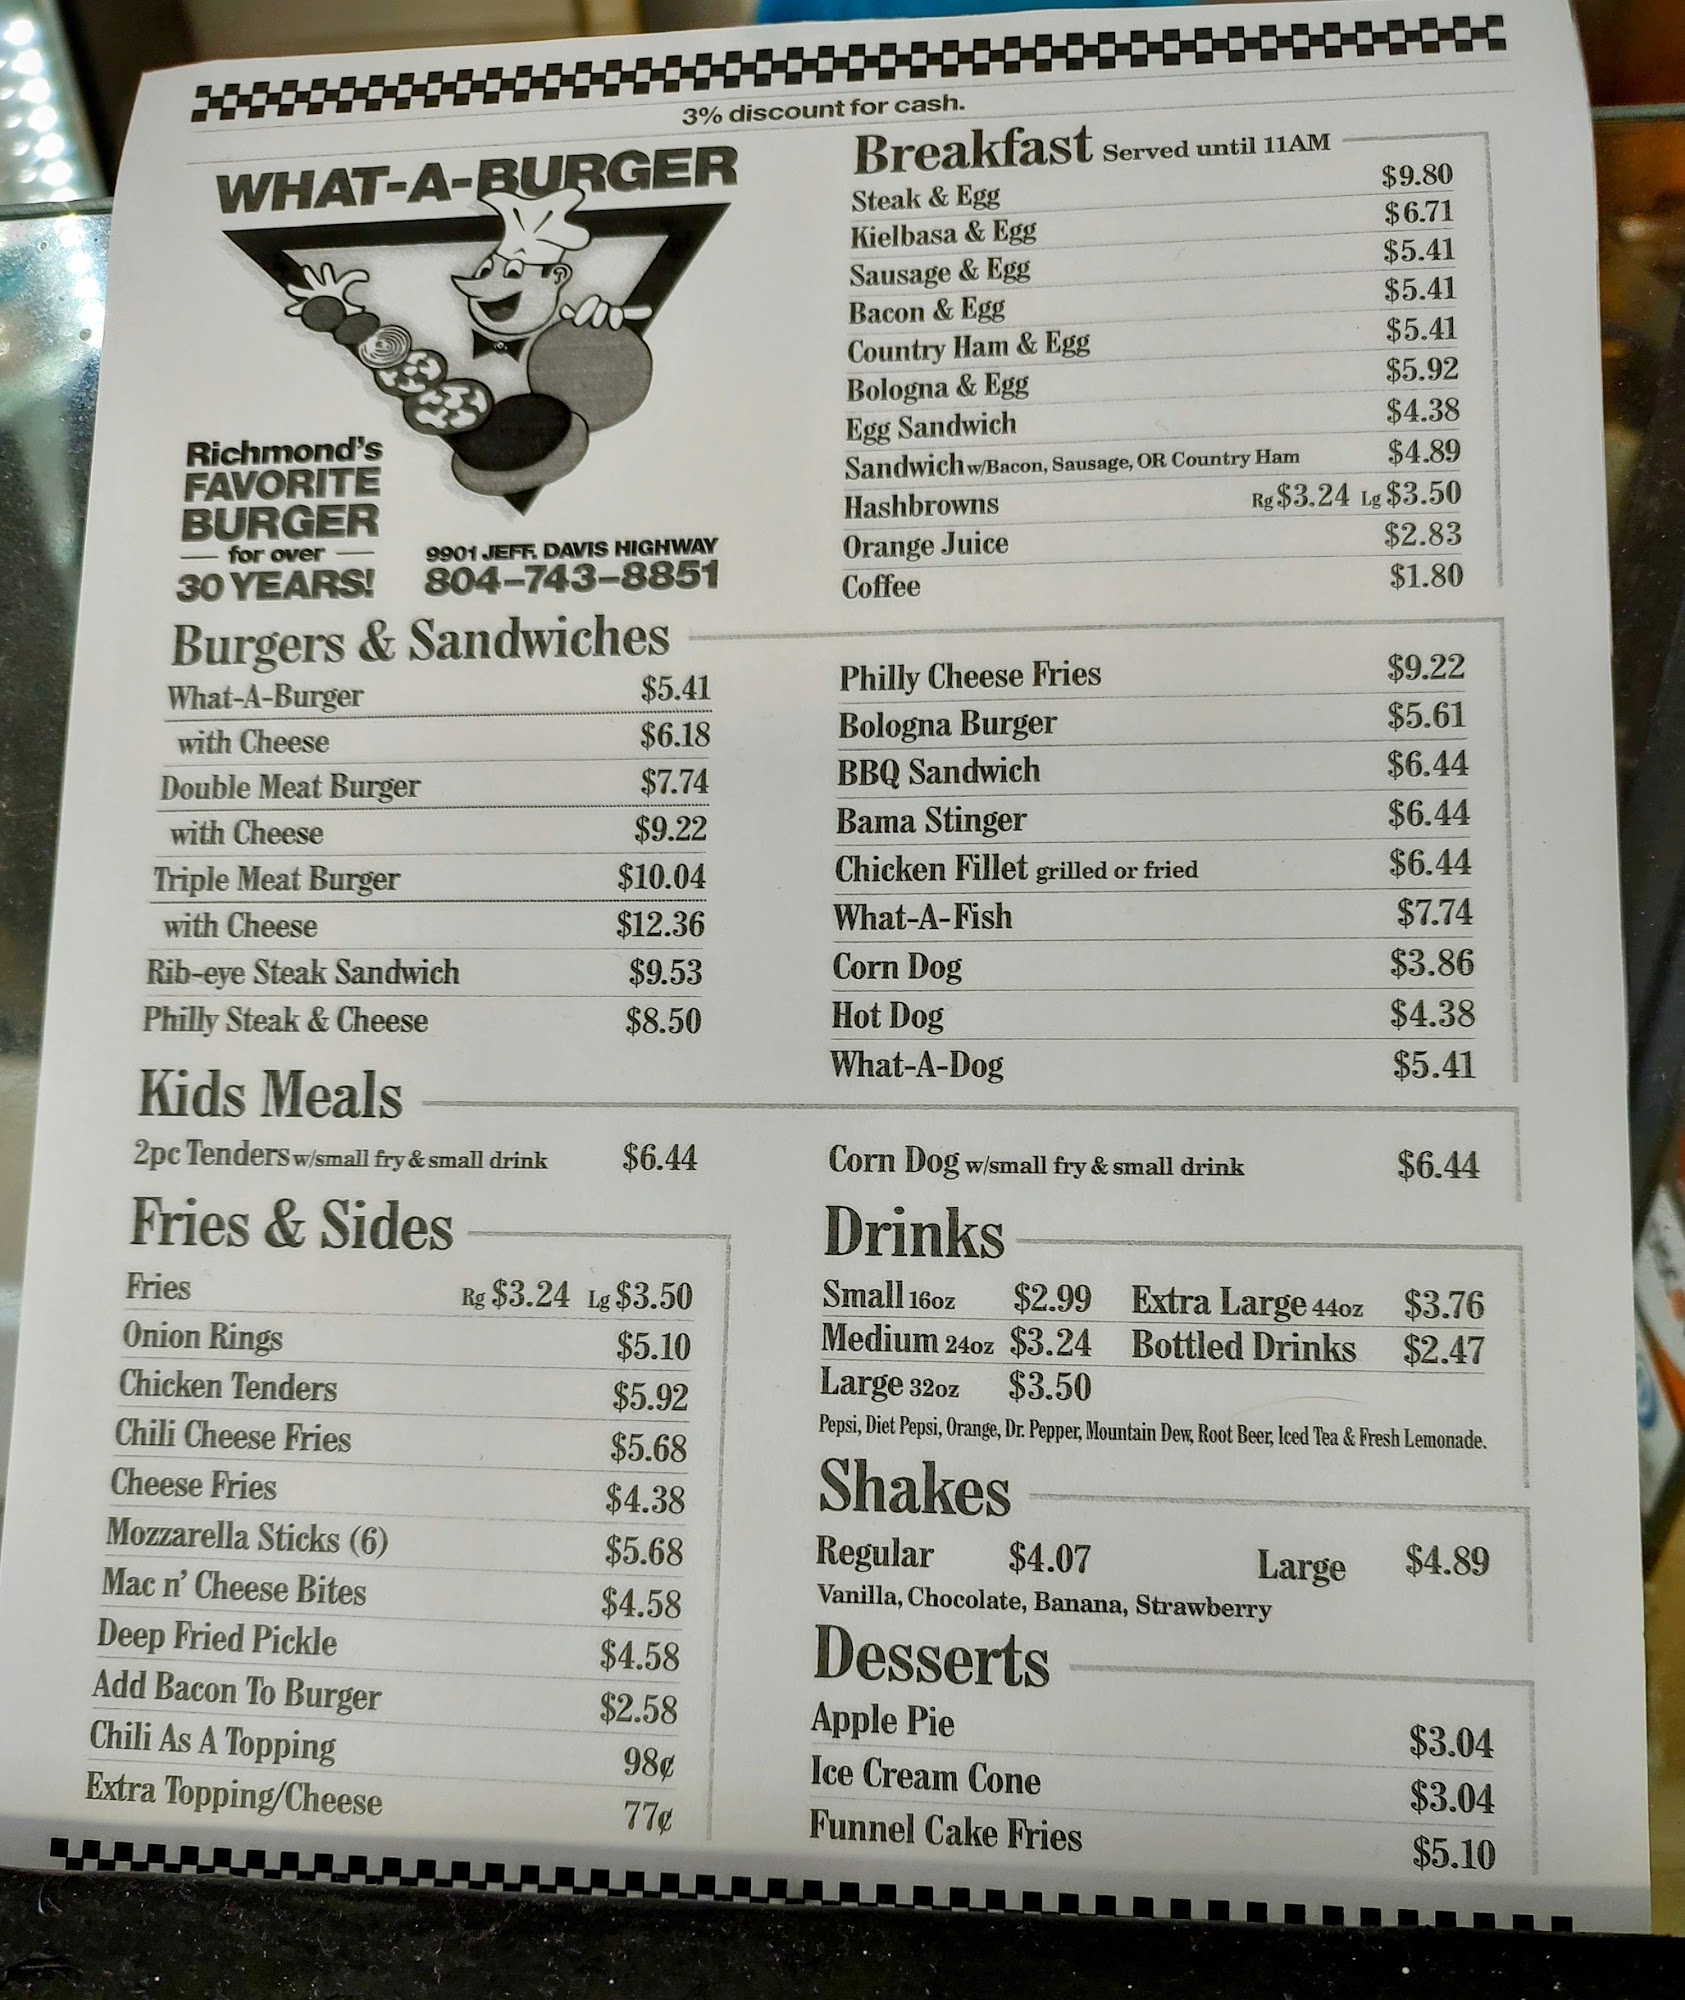 3% discount for cash.
WHAT-A-BURGER
Richmond's
FAVORITE
BURGER
for over
30 YEARS!
9901 JEFF. DAVIS HIGHWAY
804-743-8851
Breakfast Served until 11AM
Steak & Egg $9.80
Kielbasa & Egg $6.71
Sausage & Egg $5.41
Bacon & Egg $5.41
Country Ham & Egg $5.41
Bologna & Egg $5.92
Egg Sandwich $4.38
Sandwich w/Bacon, Sausage, OR Country Ham $4.89
Hashbrowns Rg $3.24 Lg $3.50
Orange Juice $2.83
Coffee $1.80
Burgers & Sandwiches
What-A-Burger $5.41
with Cheese $6.18
Double Meat Burger $7.74
with Cheese $9.22
Triple Meat Burger $10.04
with Cheese $12.36
Rib-eye Steak Sandwich $9.53
Philly Steak & Cheese $8.50
Philly Cheese Fries $9.22
Bologna Burger $5.61
BBQ Sandwich $6.44
Bama Stinger $6.44
Chicken Fillet grilled or fried $6.44
What-A-Fish $7.74
Corn Dog $3.86
Hot Dog $4.38
What-A-Dog $5.41
Kids Meals
2pc Tenders w/small fry & small drink $6.44
Corn Dog w/small fry & small drink $6.44
Fries & Sides
Fries Rg $3.24 Lg $3.50
Onion Rings $5.10
Chicken Tenders $5.92
Chili Cheese Fries $5.68
Cheese Fries $4.38
Mozzarella Sticks (6) $5.68
Mac n' Cheese Bites $4.58
Deep Fried Pickle $4.58
Add Bacon To Burger $2.58
Chili As A Topping 98¢
Extra Topping/Cheese 77¢
Drinks
Small 16oz $2.99 Extra Large 44oz $3.76
Medium 24oz $3.24 Bottled Drinks $2.47
Large 32oz $3.50
Pepsi, Diet Pepsi, Orange, Dr. Pepper, Mountain Dew, Root Beer, Iced Tea & Fresh Lemonade.
Shakes
Regular $4.07 Large $4.89
Vanilla, Chocolate, Banana, Strawberry
Desserts
Apple Pie $3.04
Ice Cream Cone $3.04
Funnel Cake Fries $5.10